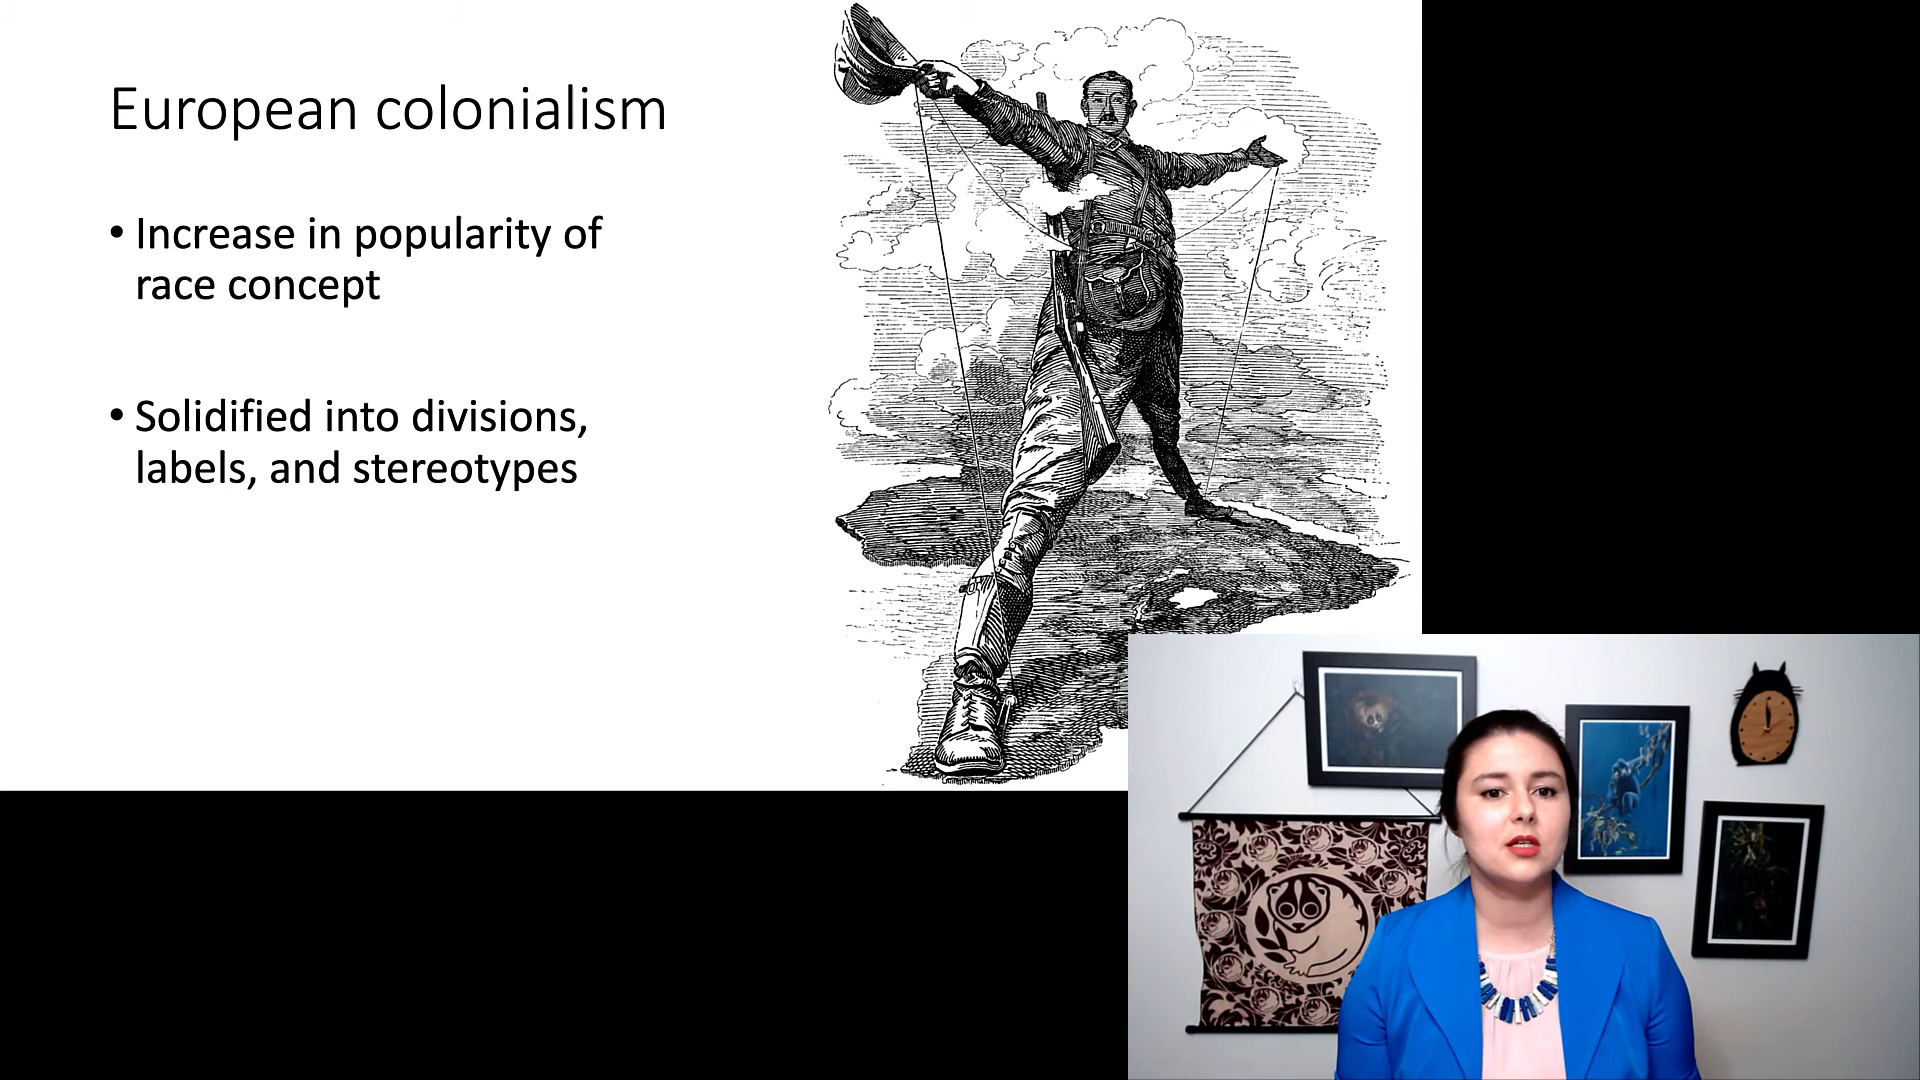 European colonialism
• Increase in popularity of
race concept
• Solidified into divisions,
labels, and stereotypes